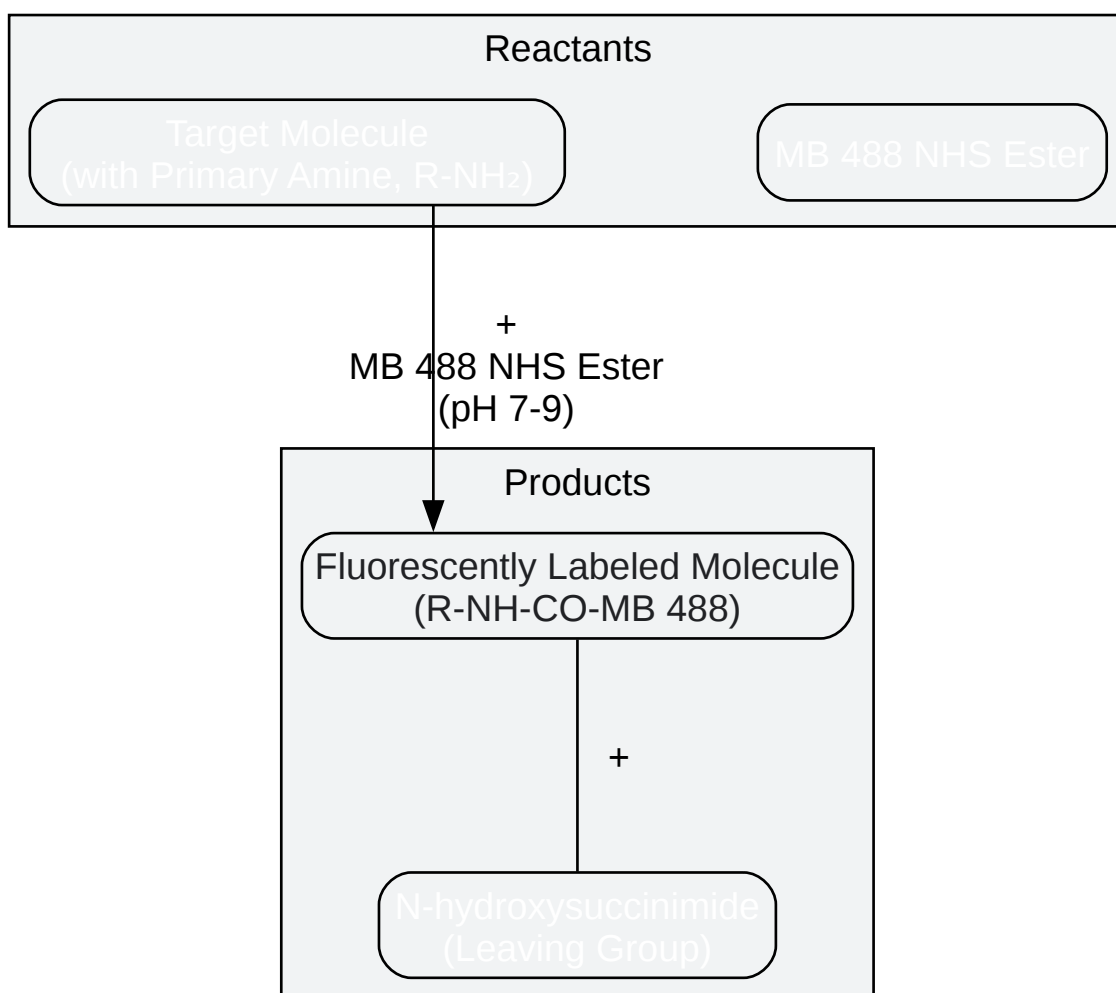 Reactants
Target Molecule
(with Primary Amine, R-NH₂)
MB 488 NHS Ester
+
MB 488 NHS Ester
(pH 7-9)
Products
Fluorescently Labeled Molecule
(R-NH-CO-MB 488)
+
N-hydroxysuccinimide
(Leaving Group)